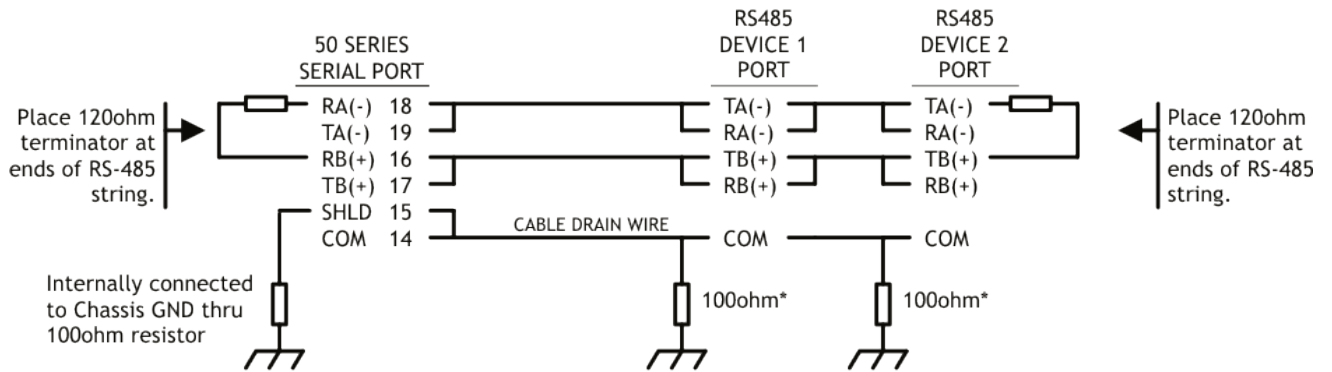 50 SERIES
SERIAL PORT
RS485
DEVICE 1
PORT
RS485
DEVICE 2
PORT
Place 120ohm
terminator at
ends of RS-485
string.
RA(-) 18
TA(-) 19
RB(+) 16
TB(+) 17
SHLD 15
COM 14
CABLE DRAIN WIRE
TA(-)
RA(-)
TB(+)
RB(+)
COM
TA(-)
RA(-)
TB(+)
RB(+)
COM
Place 120ohm
terminator at
ends of RS-485
string.
Internally connected
to Chassis GND thru
100ohm resistor
100ohm*
100ohm*